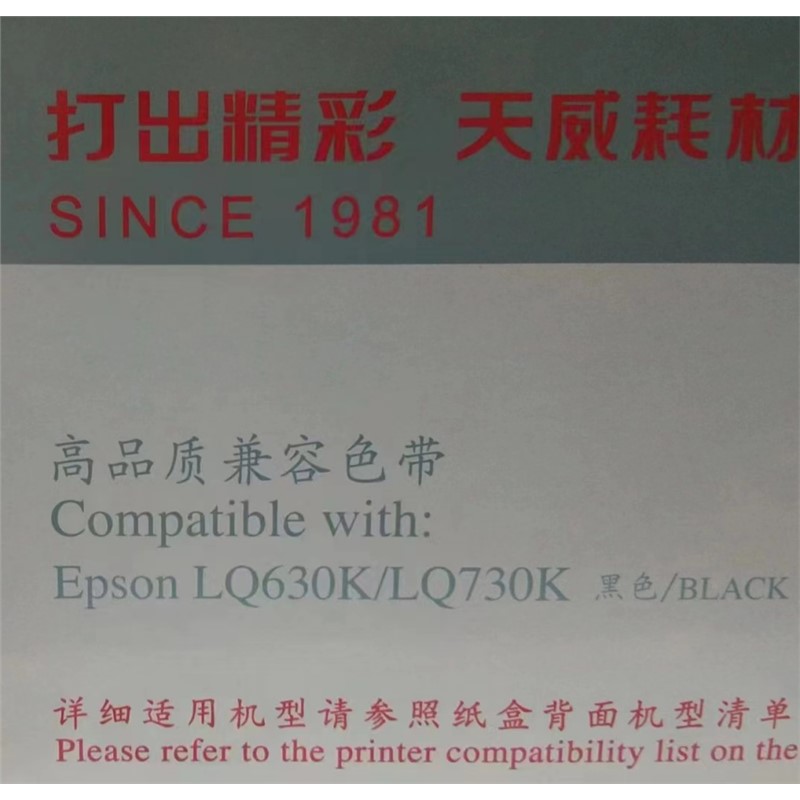 打出精彩 天威耗材
SINCE 1981
高品质兼容色带
Compatible with:
Epson LQ630K/LQ730K 黑色/BLACK
详细适用机型请参照纸盒背面机型清单
Please refer to the printer compatibility list on the